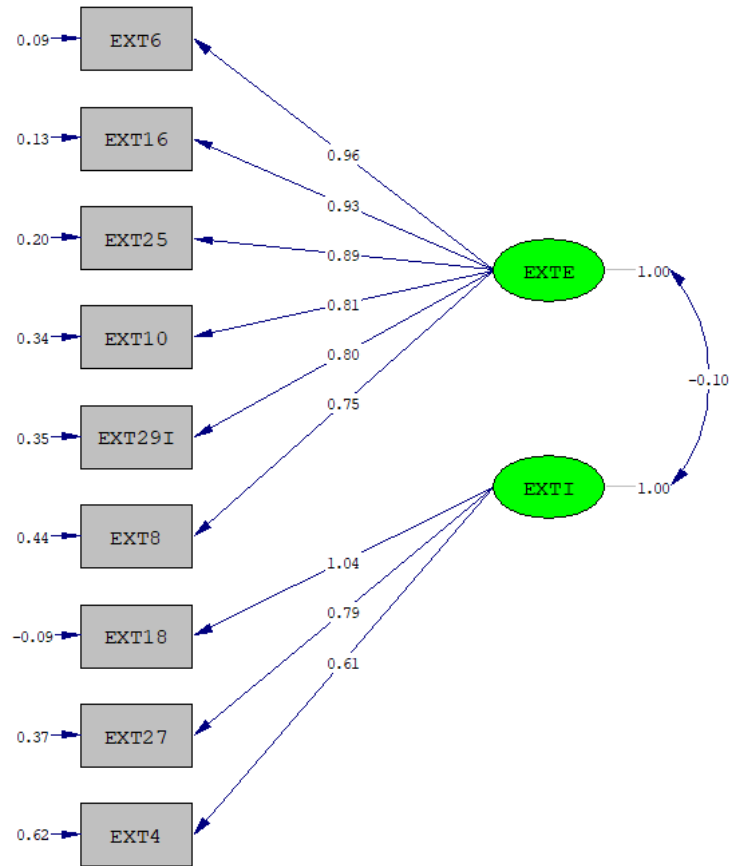 0.09 EXT6
0.96
0.13 EXT16
0.93
0.20 EXT25
0.89
EXTE 1.00
0.81
0.34 EXT10
0.80
-0.10
0.75
0.35 EXT29I
EXTI 1.00
0.44 EXT8
1.04
0.79
-0.09 EXT18
0.61
0.37 EXT27
0.62 EXT4